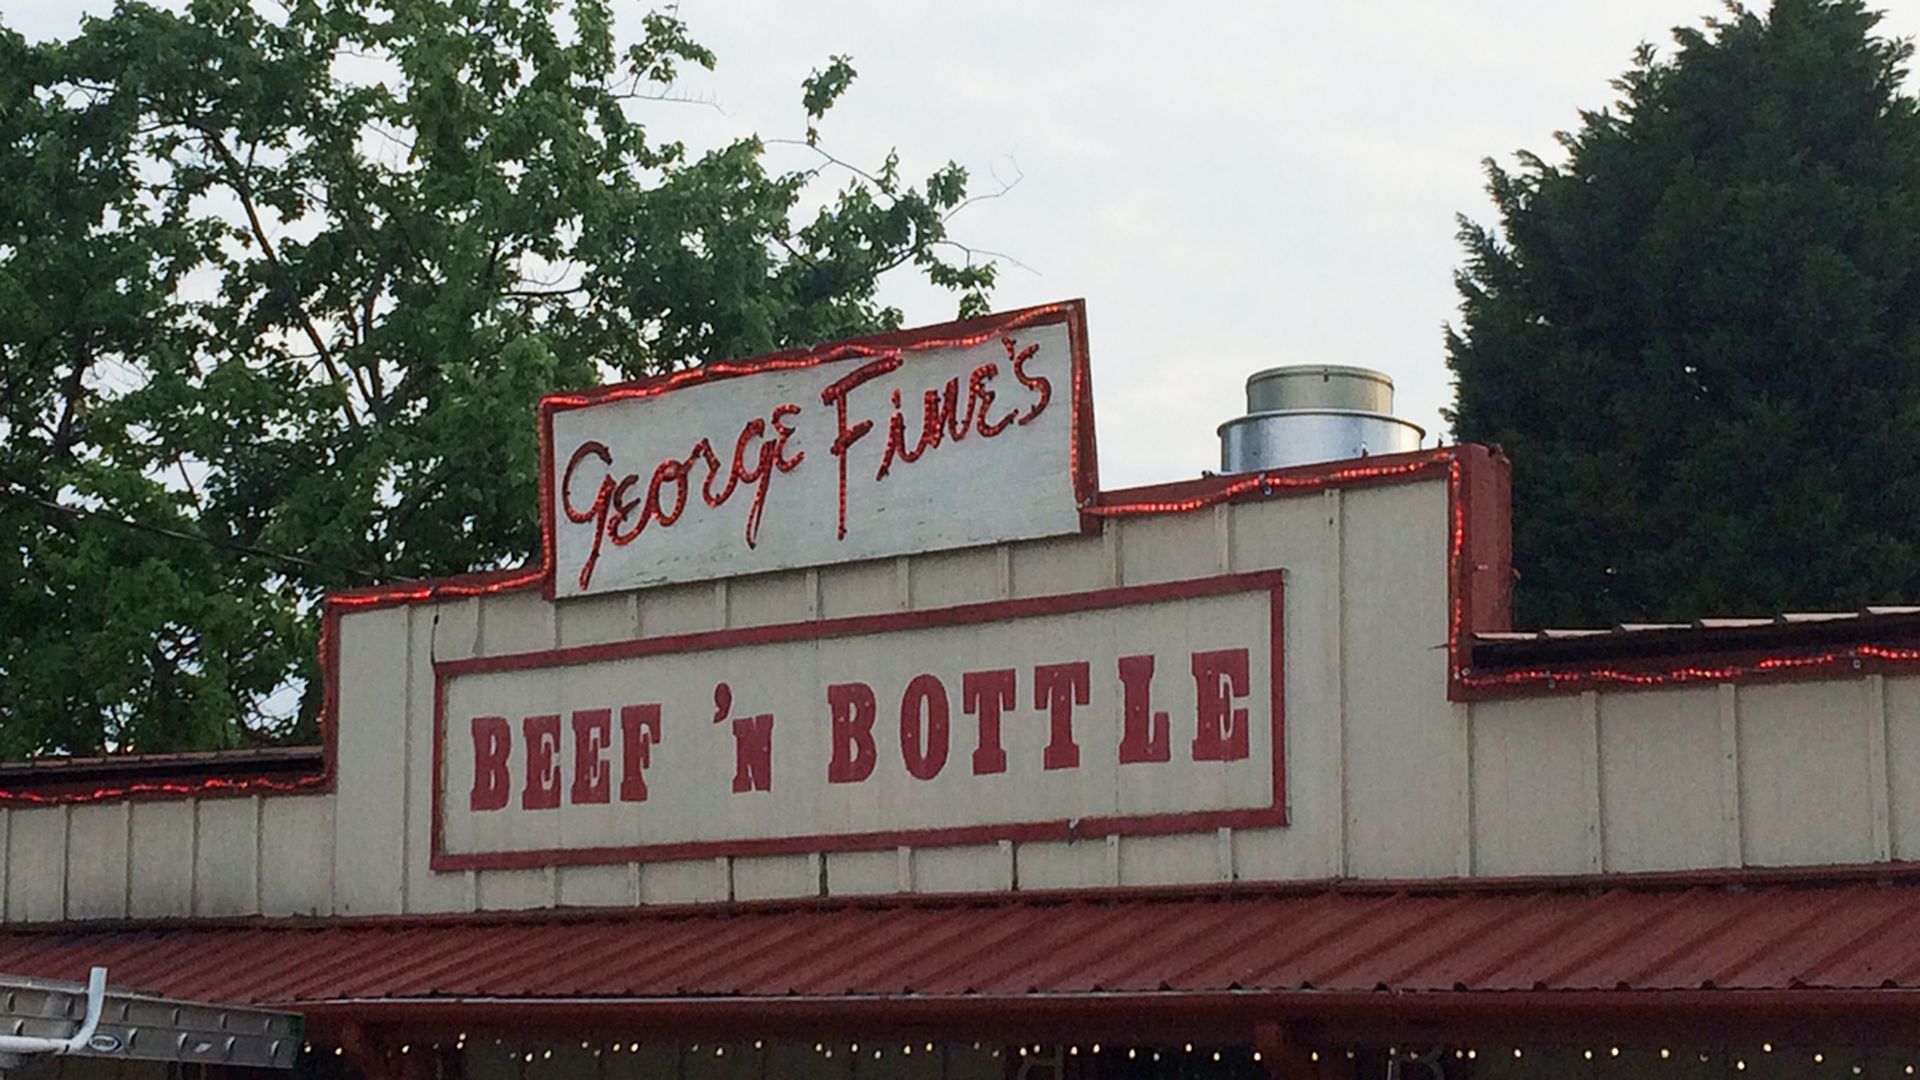 George Fine's
BEEF 'N BOTTLE